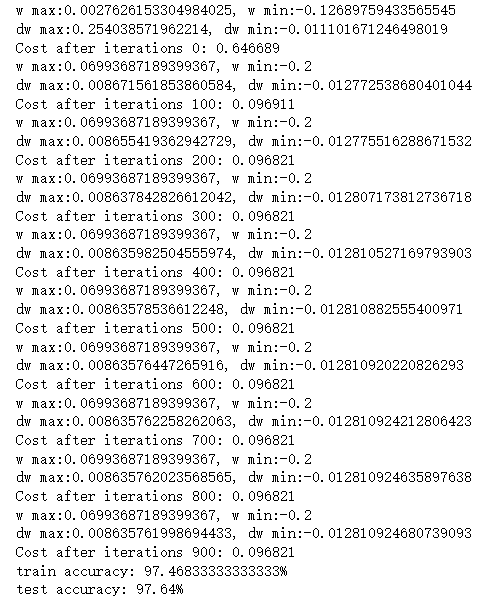 w max:0.0027626153304984025, w min:-0.12689759433565545
dw max:0.254038571962214, dw min:-0.011101671246498019
Cost after iterations 0: 0.646689
w max:0.06993687189399367, w min:-0.2
dw max:0.008671561853860584, dw min:-0.012772538680401044
Cost after iterations 100: 0.096911
w max:0.06993687189399367, w min:-0.2
dw max:0.008655419362942729, dw min:-0.012775516288671532
Cost after iterations 200: 0.096821
w max:0.06993687189399367, w min:-0.2
dw max:0.008637842826612042, dw min:-0.012807173812736718
Cost after iterations 300: 0.096821
w max:0.06993687189399367, w min:-0.2
dw max:0.008635982504555974, dw min:-0.012810527169793903
Cost after iterations 400: 0.096821
w max:0.06993687189399367, w min:-0.2
dw max:0.00863578536612248, dw min:-0.012810882555400971
Cost after iterations 500: 0.096821
w max:0.06993687189399367, w min:-0.2
dw max:0.00863576447265916, dw min:-0.012810920220826293
Cost after iterations 600: 0.096821
w max:0.06993687189399367, w min:-0.2
dw max:0.008635762258262063, dw min:-0.012810924212806423
Cost after iterations 700: 0.096821
w max:0.06993687189399367, w min:-0.2
dw max:0.008635762023568565, dw min:-0.012810924635897638
Cost after iterations 800: 0.096821
w max:0.06993687189399367, w min:-0.2
dw max:0.008635761998694433, dw min:-0.012810924680739093
Cost after iterations 900: 0.096821
train accuracy: 97.46833333333333%
test accuracy: 97.64%